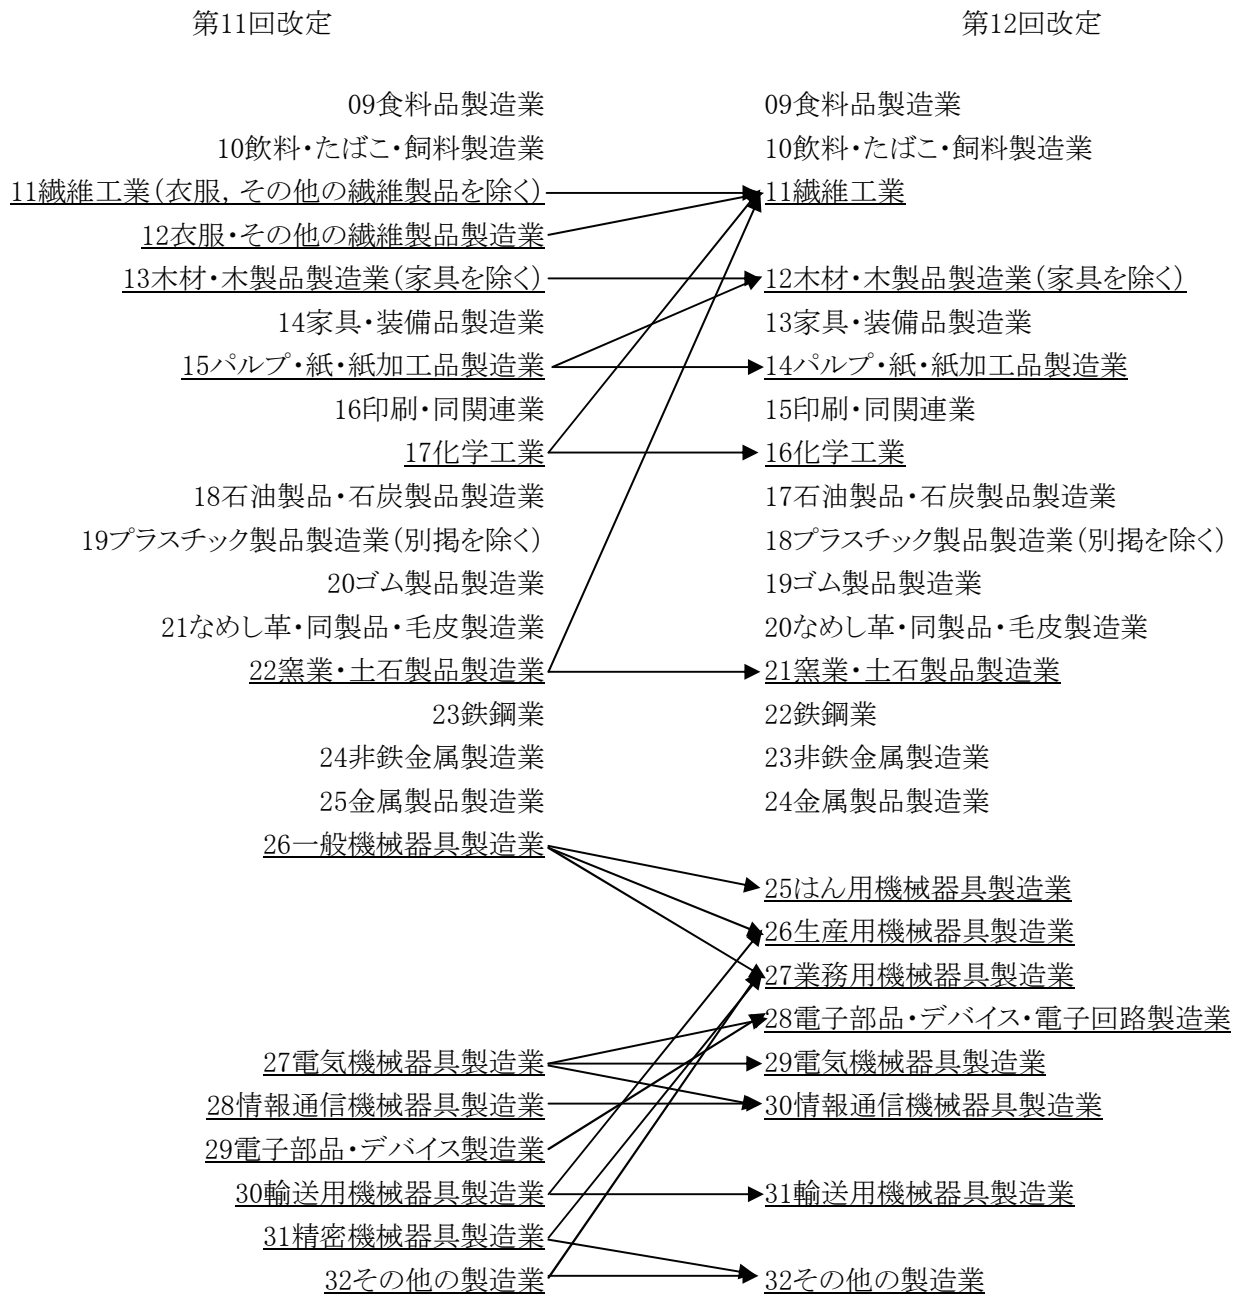 第11回改定 第12回改定
09食料品製造業 09食料品製造業
10飲料・たばこ・飼料製造業 10飲料・たばこ・飼料製造業
11繊維工業(衣服,その他の繊維製品を除く) 11繊維工業
12衣服・その他の繊維製品製造業
13木材・木製品製造業(家具を除く) 12木材・木製品製造業(家具を除く)
14家具・装備品製造業 13家具・装備品製造業
15パルプ・紙・紙加工品製造業 14パルプ・紙・紙加工品製造業
16印刷・同関連業 15印刷・同関連業
17化学工業 16化学工業
18石油製品・石炭製品製造業 17石油製品・石炭製品製造業
19プラスチック製品製造業(別掲を除く) 18プラスチック製品製造業(別掲を除く)
20ゴム製品製造業 19ゴム製品製造業
21なめし革・同製品・毛皮製造業 20なめし革・同製品・毛皮製造業
22窯業・土石製品製造業 21窯業・土石製品製造業
23鉄鋼業 22鉄鋼業
24非鉄金属製造業 23非鉄金属製造業
25金属製品製造業 24金属製品製造業
26一般機械器具製造業
25はん用機械器具製造業
26生産用機械器具製造業
27業務用機械器具製造業
28電子部品・デバイス・電子回路製造業
27電気機械器具製造業 29電気機械器具製造業
28情報通信機械器具製造業 30情報通信機械器具製造業
29電子部品・デバイス製造業
30輸送用機械器具製造業 31輸送用機械器具製造業
31精密機械器具製造業
32その他の製造業 32その他の製造業